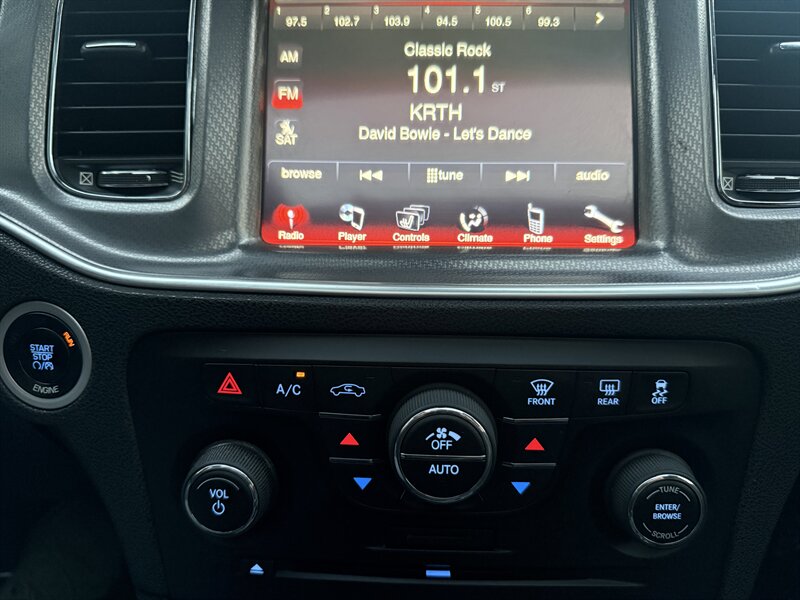 1 2 3 4 5 6
97.5 102.7 103.9 94.5 100.5 99.3
Classic Rock
AM
101.1 ST
FM
KRTH
SAT
David Bowie - Let's Dance
browse tune audio
Radio Player Controls Climate Phone Settings
START
STOP
RUN
ENGINE
A/C
FRONT
REAR
OFF
OFF
AUTO
VOL
TUNE
ENTER/
BROWSE
SCROLL